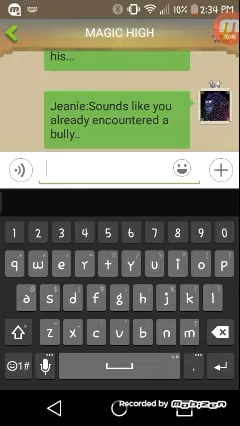 10% 2:34 PM
MAGIC HIGH
his...
Jeanie:Sounds like you
already encountered a
bully..
1 2 3 4 5 6 7 8 9 0
q w e r t y u i o p
a s d f g h j k l
z x c v b n m
1#
.
Recorded by MOBIZEN